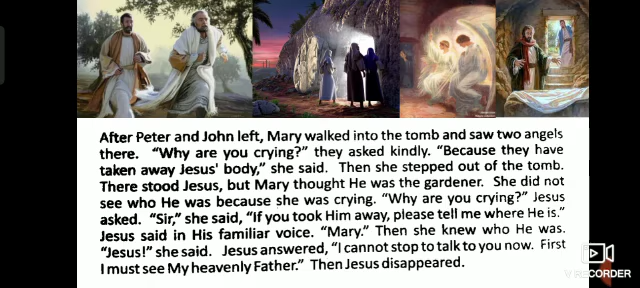 After Peter and John left, Mary walked into the tomb and saw two angels
there. "Why are you crying?" they asked kindly. "Because they have
taken away Jesus' body," she said. Then she stepped out of the tomb.
There stood Jesus, but Mary thought He was the gardener. She did not
see who He was because she was crying. "Why are you crying?" Jesus
asked. "Sir," she said, "If you took Him away, please tell me where He is."
Jesus said in His familiar voice. "Mary." Then she knew who He was.
"Jesus!" she said. Jesus answered, "I cannot stop to talk to you now. First
I must see My heavenly Father." Then Jesus disappeared.
V RECORDER